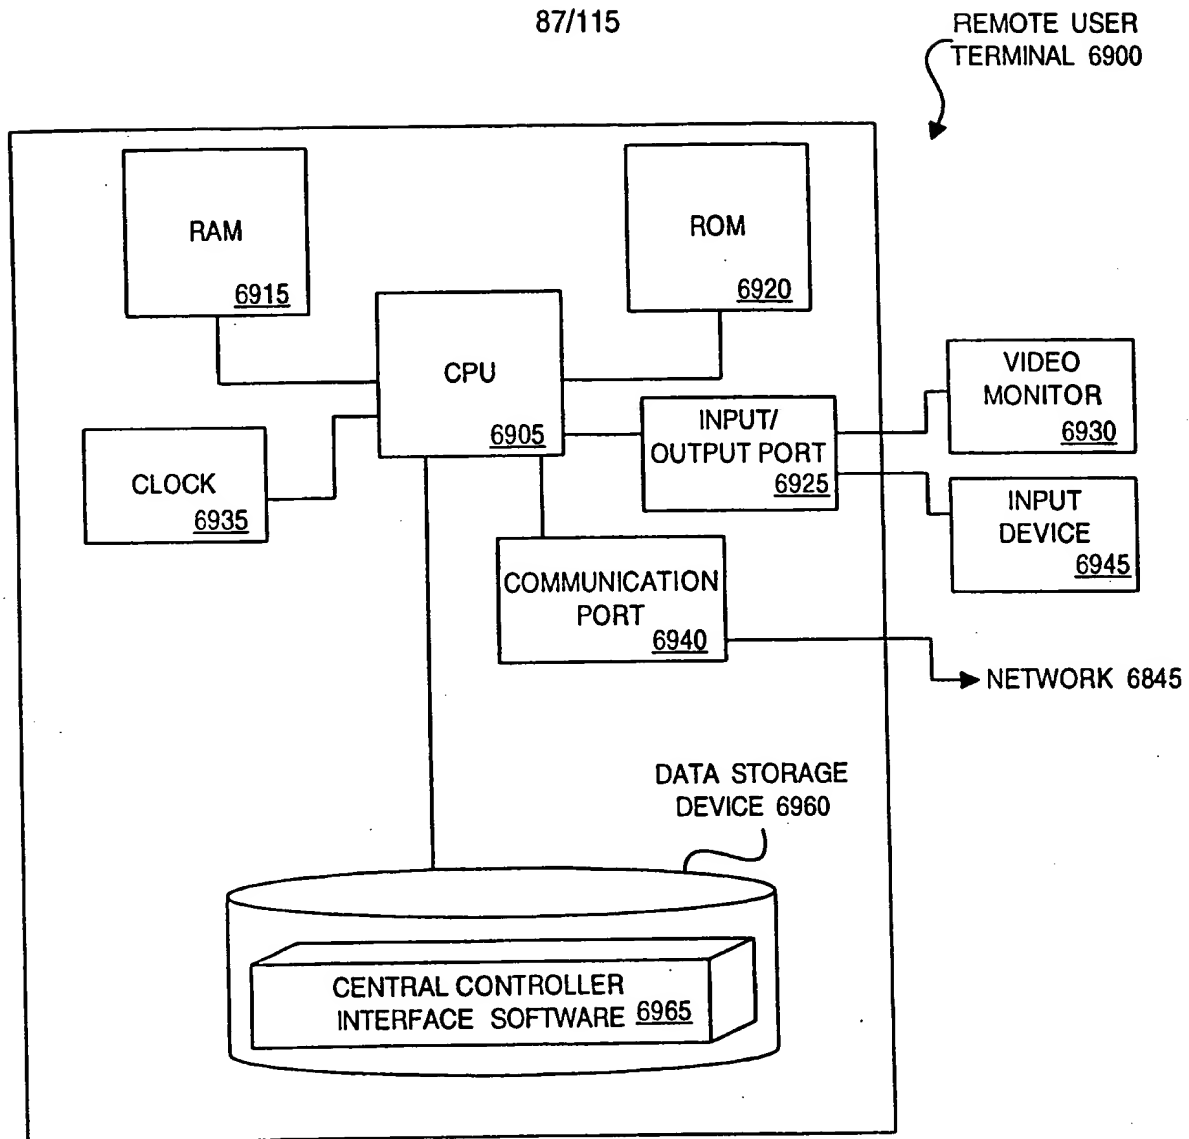 87/115
REMOTE USER
TERMINAL 6900
RAM
6915
ROM
6920
CPU
6905
CLOCK
6935
INPUT/
OUTPUT PORT
6925
VIDEO
MONITOR
6930
INPUT
DEVICE
6945
COMMUNICATION
PORT
6940
NETWORK 6845
DATA STORAGE
DEVICE 6960
CENTRAL CONTROLLER
INTERFACE SOFTWARE 6965